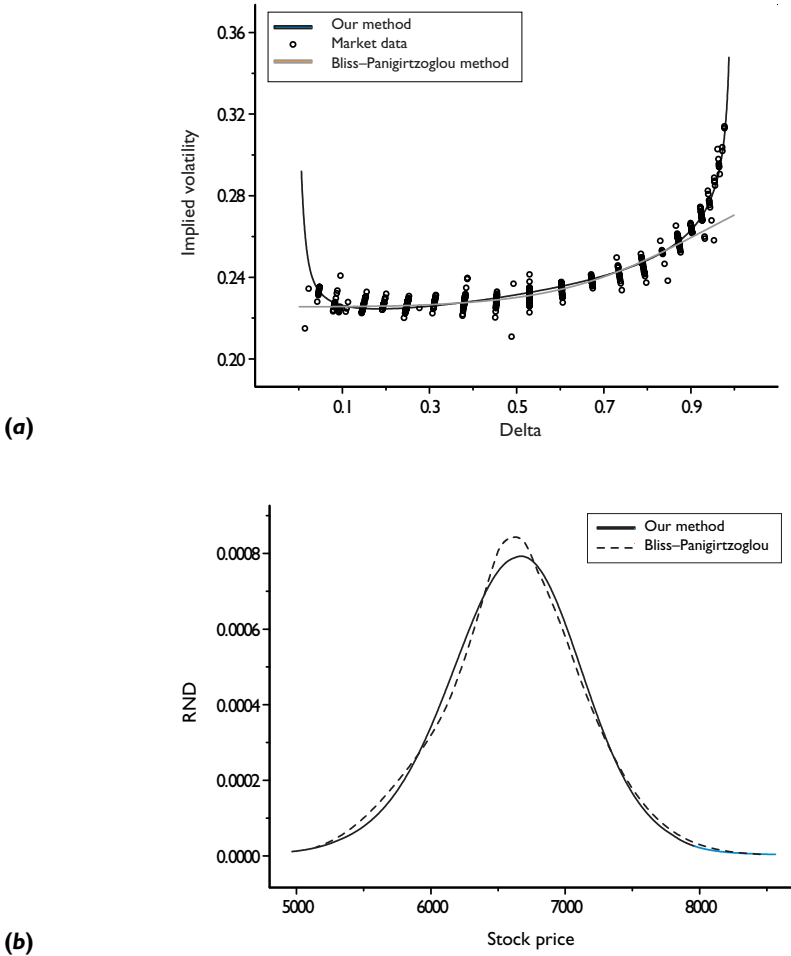 0.36
0.32
0.28
0.24
0.20
Implied volatility
Our method
Market data
Bliss–Panigirtzoglou method
0.1 0.3 0.5 0.7 0.9
Delta
(a)
0.0008
0.0006
0.0004
0.0002
0.0000
RND
Our method
Bliss–Panigirtzoglou
5000 6000 7000 8000
Stock price
(b)